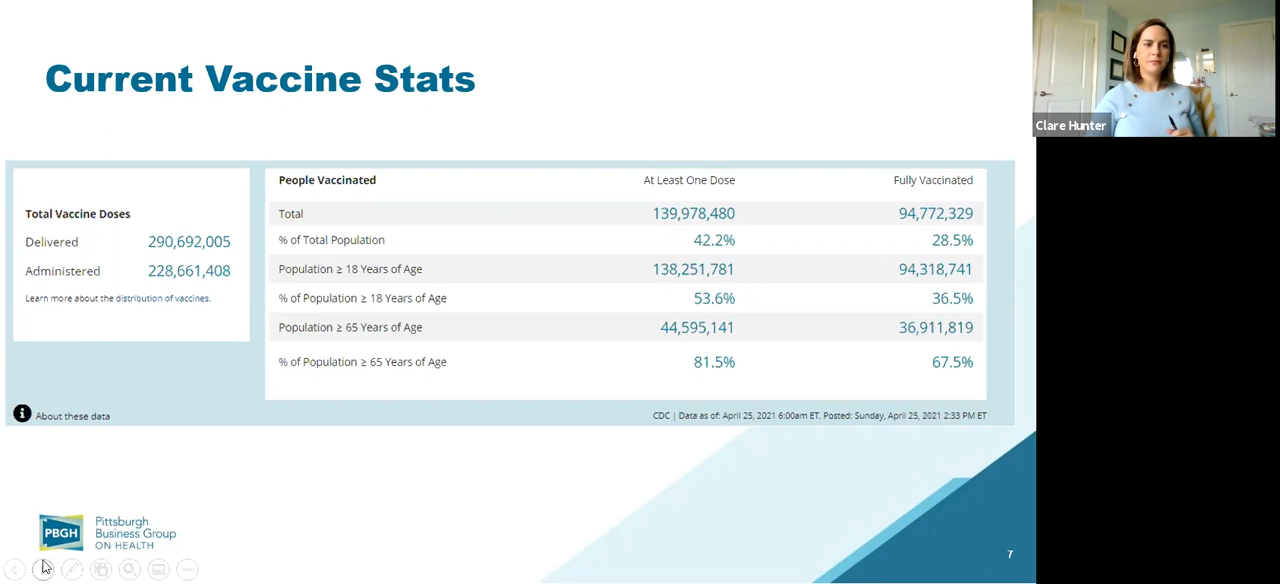 Current Vaccine Stats
Clare Hunter
Total Vaccine Doses
Delivered 290,692,005
Administered 228,661,408
Learn more about the distribution of vaccines.
People Vaccinated At Least One Dose Fully Vaccinated
Total 139,978,480 94,772,329
% of Total Population 42.2% 28.5%
Population ≥ 18 Years of Age 138,251,781 94,318,741
% of Population ≥ 18 Years of Age 53.6% 36.5%
Population ≥ 65 Years of Age 44,595,141 36,911,819
% of Population ≥ 65 Years of Age 81.5% 67.5%
i About these data
CDC | Data as of: April 25, 2021 6:00am ET. Posted: Sunday, April 25, 2021 2:33 PM ET
PBGH
Pittsburgh
Business Group
ON HEALTH
7